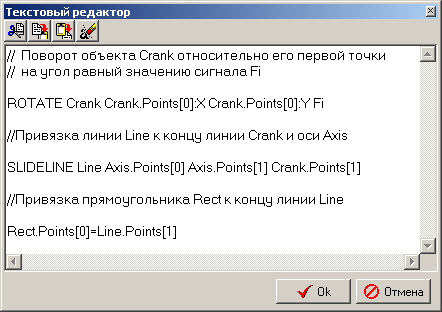 Текстовый редактор
// Поворот объекта Crank относительно его первой точки
// на угол равный значению сигнала Fi
ROTATE Crank Crank.Points[0]:X Crank.Points[0]:Y Fi
//Привязка линии Line к концу линии Crank и оси Axis
SLIDELINE Line Axis.Points[0] Axis.Points[1] Crank.Points[1]
//Привязка прямоугольника Rect к концу линии Line
Rect.Points[0]=Line.Points[1]
Ok
Отмена